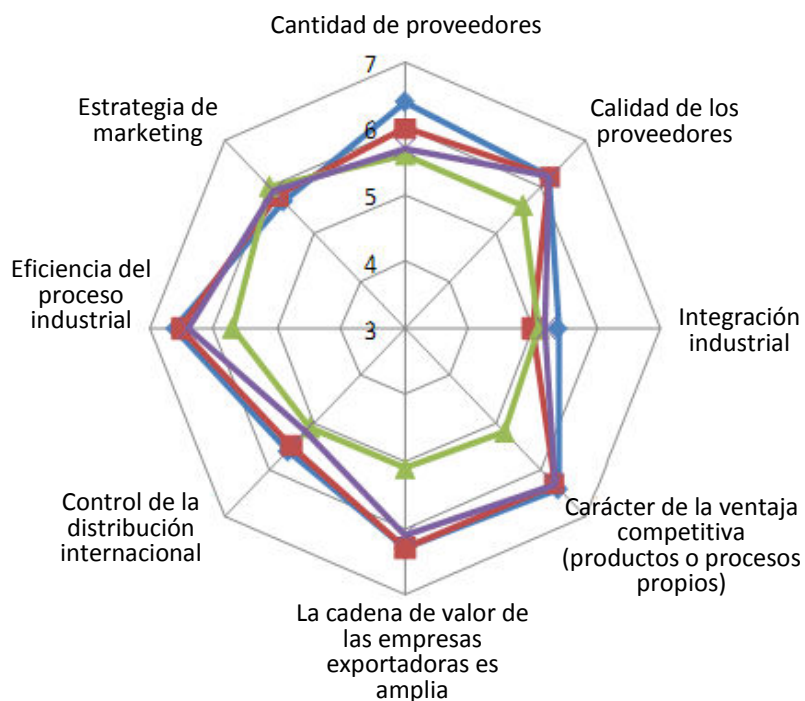 Cantidad de proveedores
7
Estrategia de
marketing
Calidad de los
proveedores
6
5
4
Eficiencia del
proceso
industrial
3
Integración
industrial
Control de la
distribución
internacional
Carácter de la ventaja
competitiva
(productos o procesos
propios)
La cadena de valor de
las empresas
exportadoras es
amplia